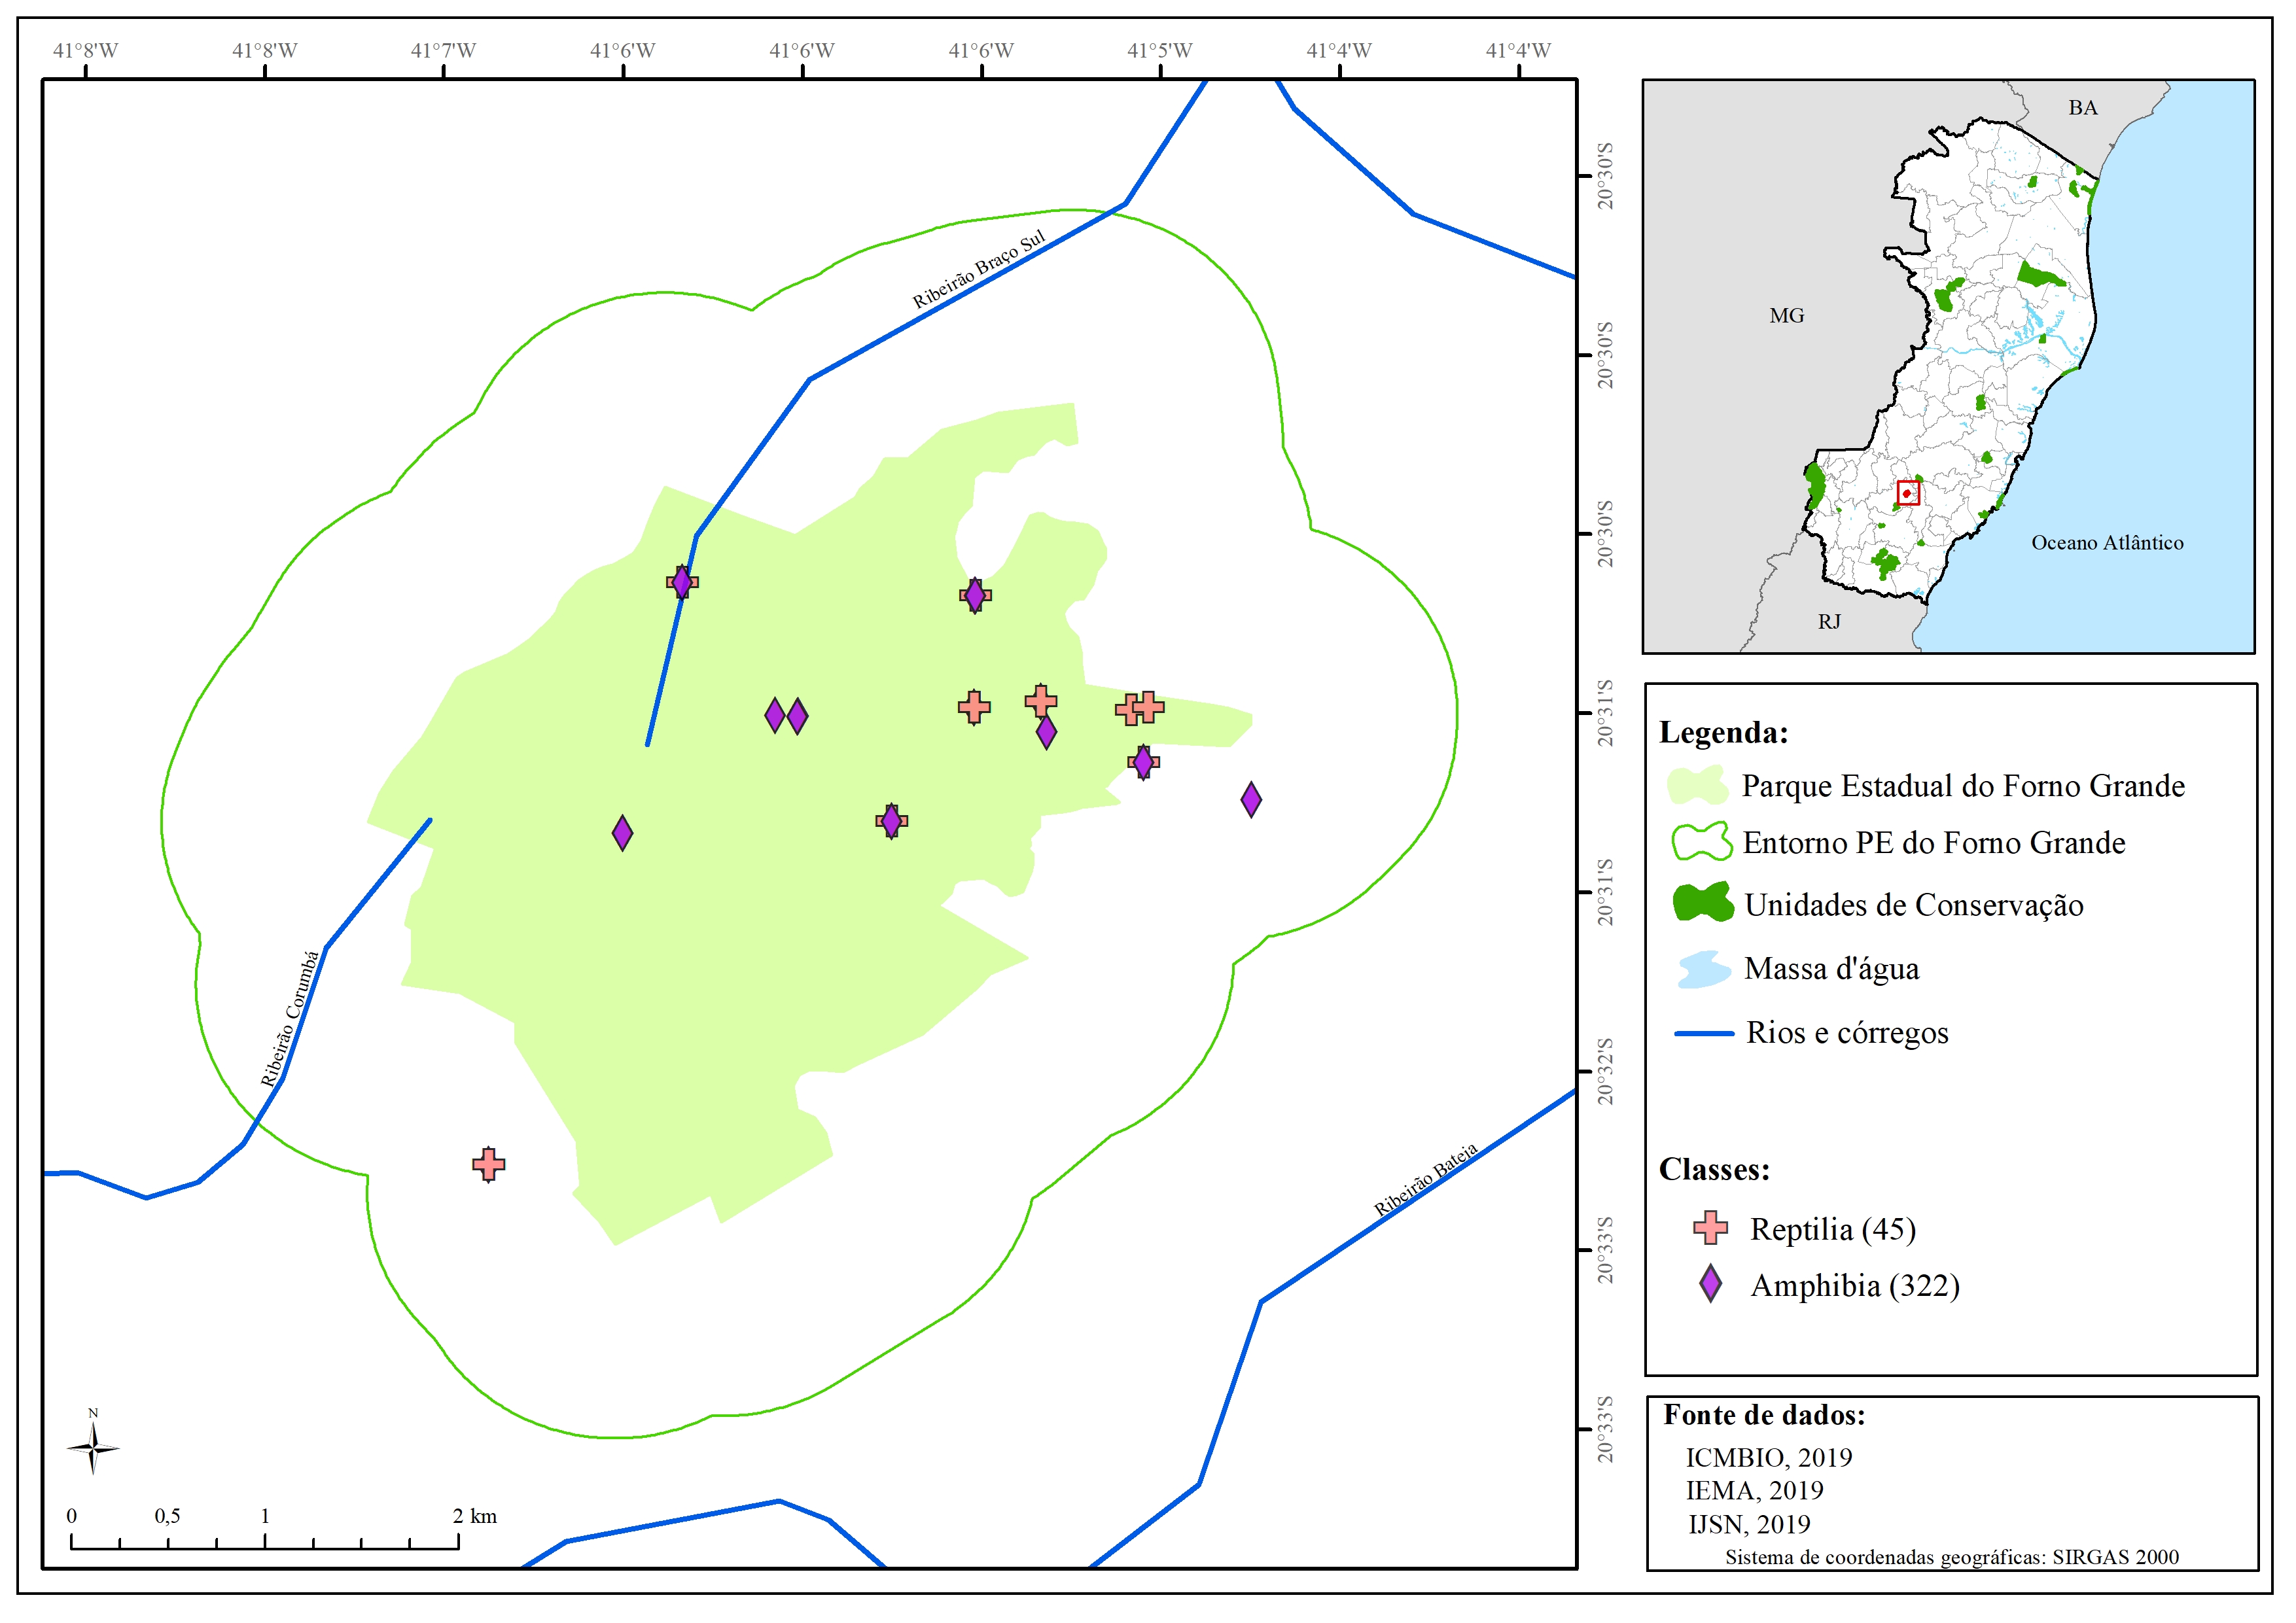 41°8'W 41°8'W 41°7'W 41°6'W 41°6'W 41°6'W 41°5'W 41°4'W 41°4'W
20°30'S
20°30'S
20°30'S
20°31'S
20°31'S
20°32'S
20°33'S
20°33'S
Ribeirão Braço Sul
Ribeirão Corumbá
Ribeirão Bateia
N
0 0,5 1 2 km
BA
MG
Oceano Atlântico
RJ
Legenda:
Parque Estadual do Forno Grande
Entorno PE do Forno Grande
Unidades de Conservação
Massa d'água
Rios e córregos
Classes:
Reptilia (45)
Amphibia (322)
Fonte de dados:
ICMBIO, 2019
IEMA, 2019
IJSN, 2019
Sistema de coordenadas geográficas: SIRGAS 2000